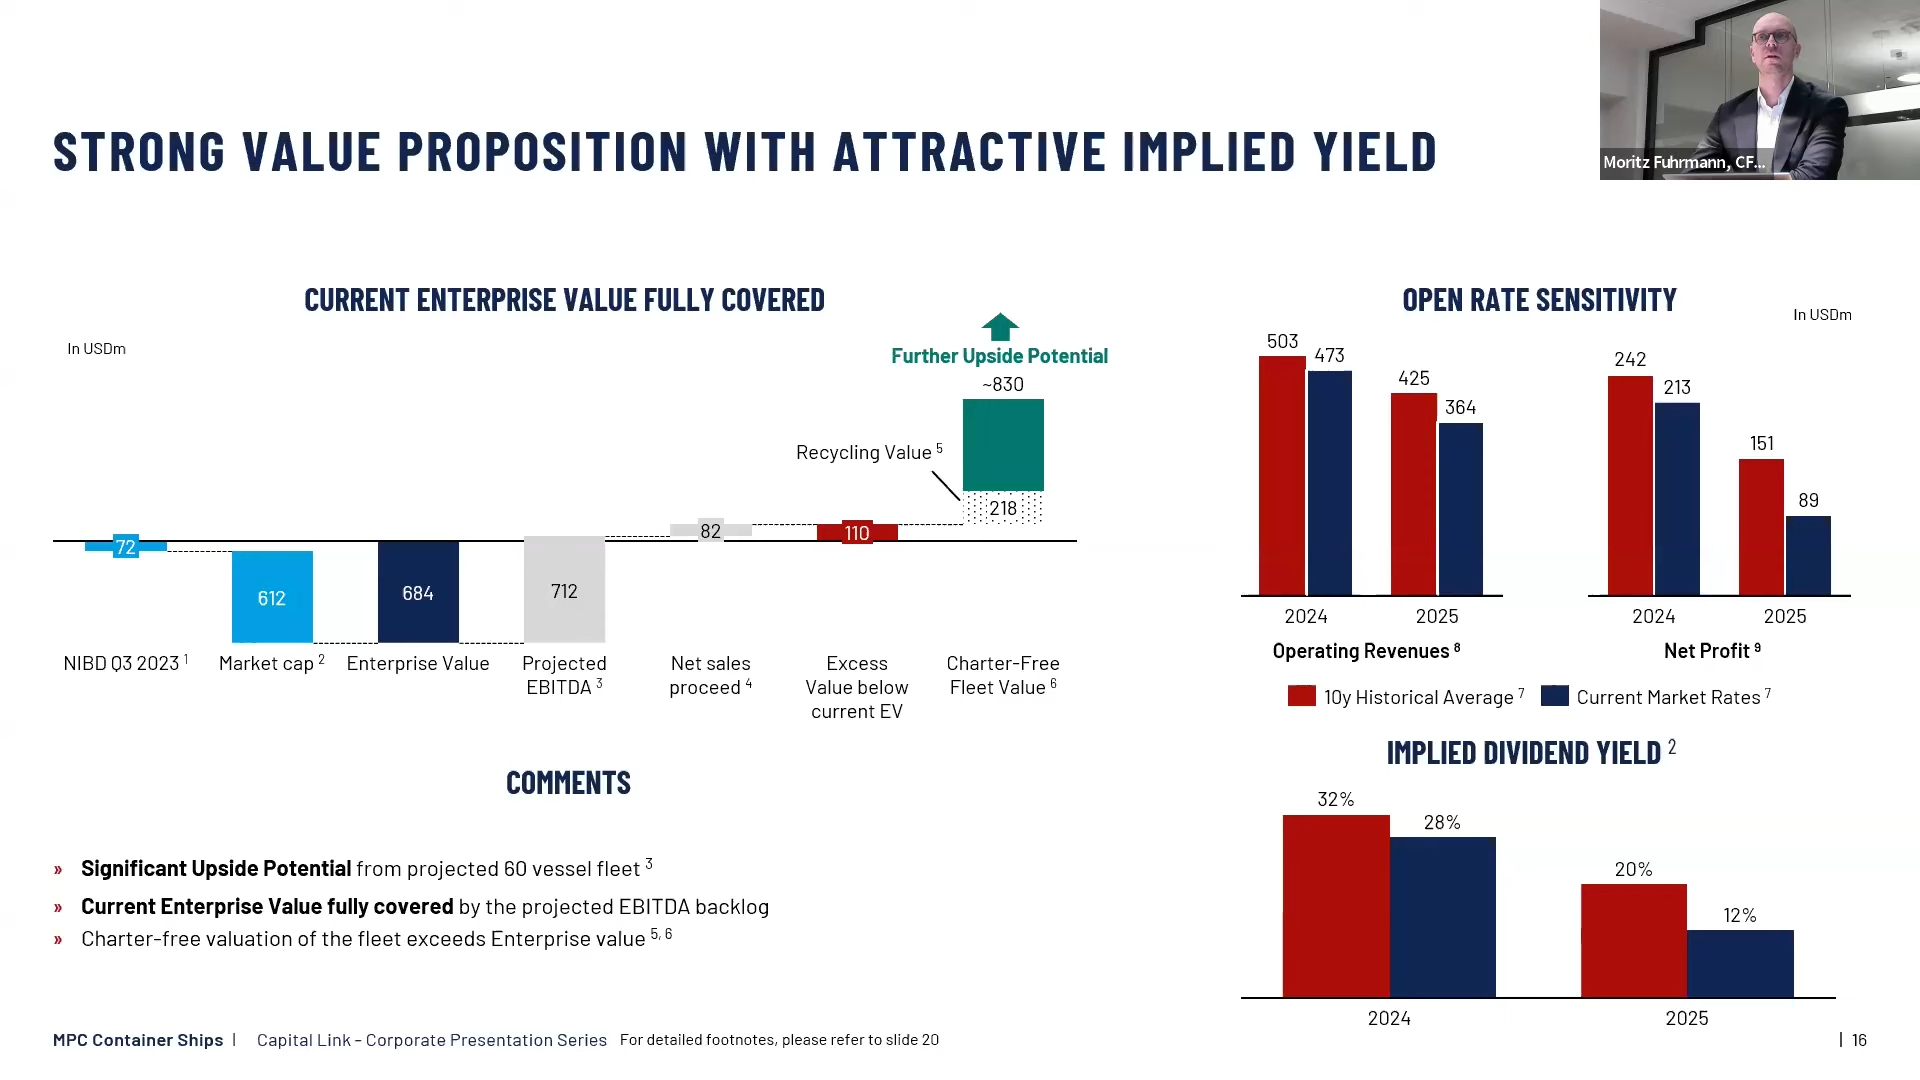 Moritz Fuhrmann, CF...
STRONG VALUE PROPOSITION WITH ATTRACTIVE IMPLIED YIELD
CURRENT ENTERPRISE VALUE FULLY COVERED
In USDm
Further Upside Potential
~830
Recycling Value 5
218
72
612
684
712
82
110
NIBD Q3 2023 1
Market cap 2
Enterprise Value
Projected
EBITDA 3
Net sales
proceed 4
Excess
Value below
current EV
Charter-Free
Fleet Value 6
COMMENTS
» Significant Upside Potential from projected 60 vessel fleet 3
» Current Enterprise Value fully covered by the projected EBITDA backlog
» Charter-free valuation of the fleet exceeds Enterprise value 5, 6
OPEN RATE SENSITIVITY
In USDm
503
473
425
364
2024
2025
Operating Revenues 8
242
213
151
89
2024
2025
Net Profit 9
10y Historical Average 7
Current Market Rates 7
IMPLIED DIVIDEND YIELD 2
32%
28%
20%
12%
2024
2025
MPC Container Ships | Capital Link - Corporate Presentation Series For detailed footnotes, please refer to slide 20
| 16